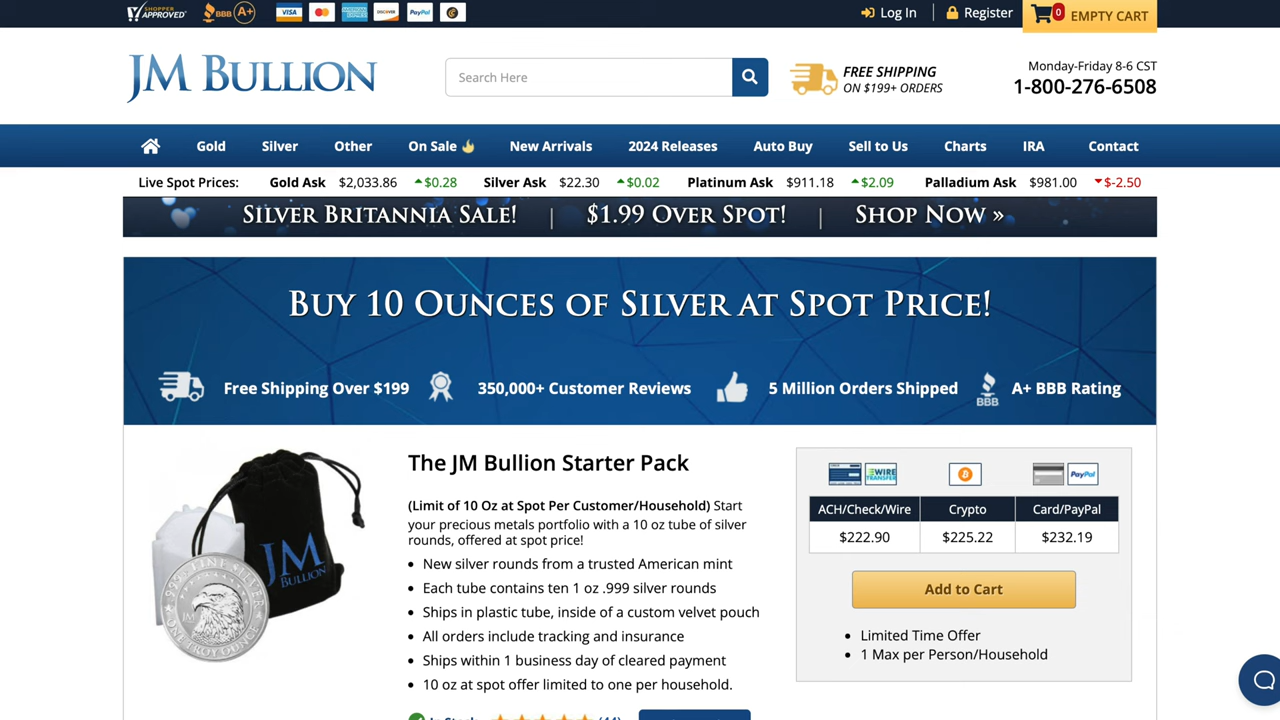 SHOPPER APPROVED
BBB A+
VISA
DISCOVER
PayPal
Log In
Register
0
EMPTY CART
JM BULLION
Search Here
FREE SHIPPING
ON $199+ ORDERS
Monday-Friday 8-6 CST
1-800-276-6508
Gold Silver Other On Sale New Arrivals 2024 Releases Auto Buy Sell to Us Charts IRA Contact
Live Spot Prices: Gold Ask $2,033.86 $0.28 Silver Ask $22.30 $0.02 Platinum Ask $911.18 $2.09 Palladium Ask $981.00 $-2.50
SILVER BRITANNIA SALE! | $1.99 OVER SPOT! | SHOP NOW »
BUY 10 OUNCES OF SILVER AT SPOT PRICE!
Free Shipping Over $199
350,000+ Customer Reviews
5 Million Orders Shipped
BBB
A+ BBB Rating
JM
BULLION
.999 FINE SILVER
JM
ONE TROY OUNCE
The JM Bullion Starter Pack
(Limit of 10 Oz at Spot Per Customer/Household) Start
your precious metals portfolio with a 10 oz tube of silver
rounds, offered at spot price!
• New silver rounds from a trusted American mint
• Each tube contains ten 1 oz .999 silver rounds
• Ships in plastic tube, inside of a custom velvet pouch
• All orders include tracking and insurance
• Ships within 1 business day of cleared payment
• 10 oz at spot offer limited to one per household.
WIRE TRANSFER
PayPal
ACH/Check/Wire Crypto Card/PayPal
$222.90 $225.22 $232.19
Add to Cart
• Limited Time Offer
• 1 Max per Person/Household